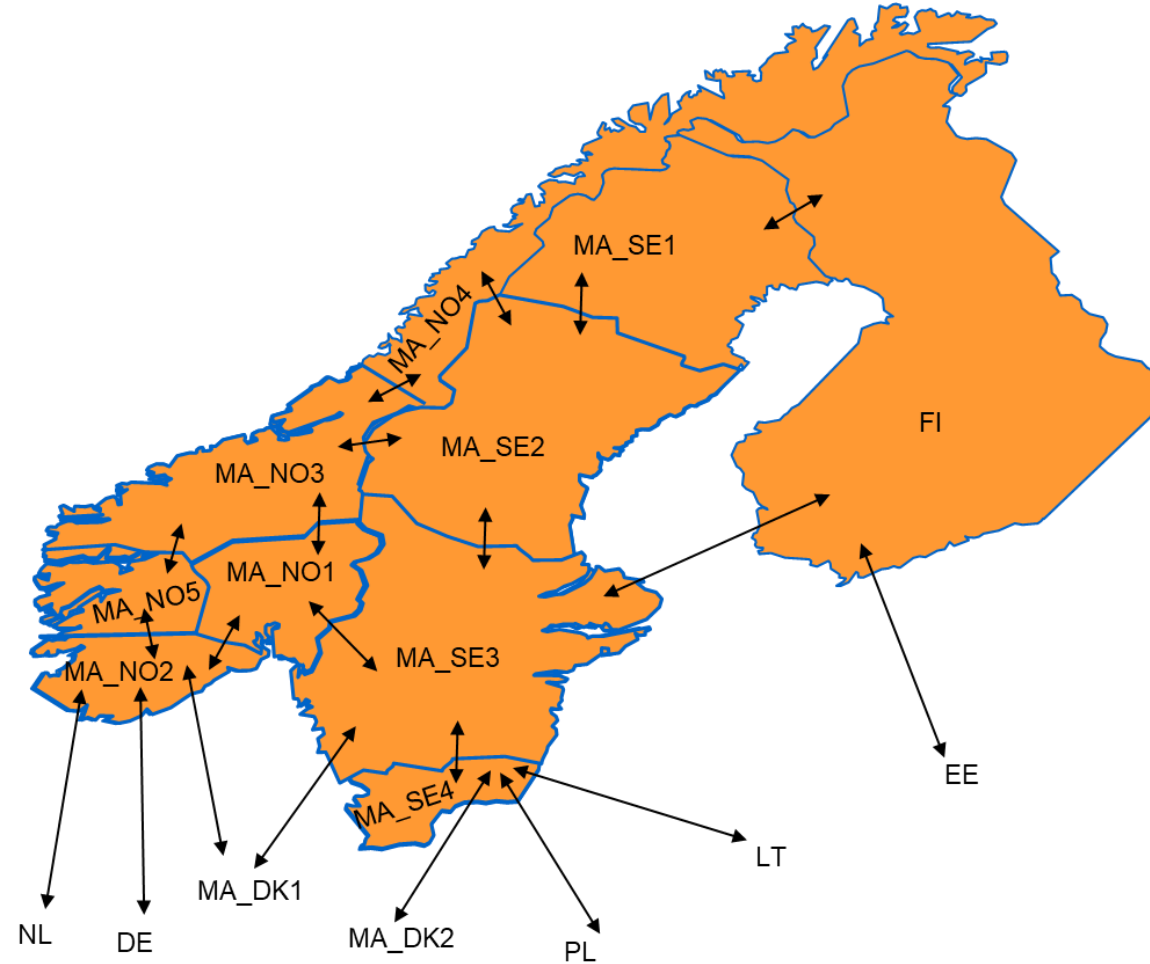 MA_SE1
MA_NO4
FI
MA_SE2
MA_NO3
MA_NO1
MA_NO5
MA_SE3
MA_NO2
EE
MA_SE4
LT
MA_DK1
NL
DE
MA_DK2
PL